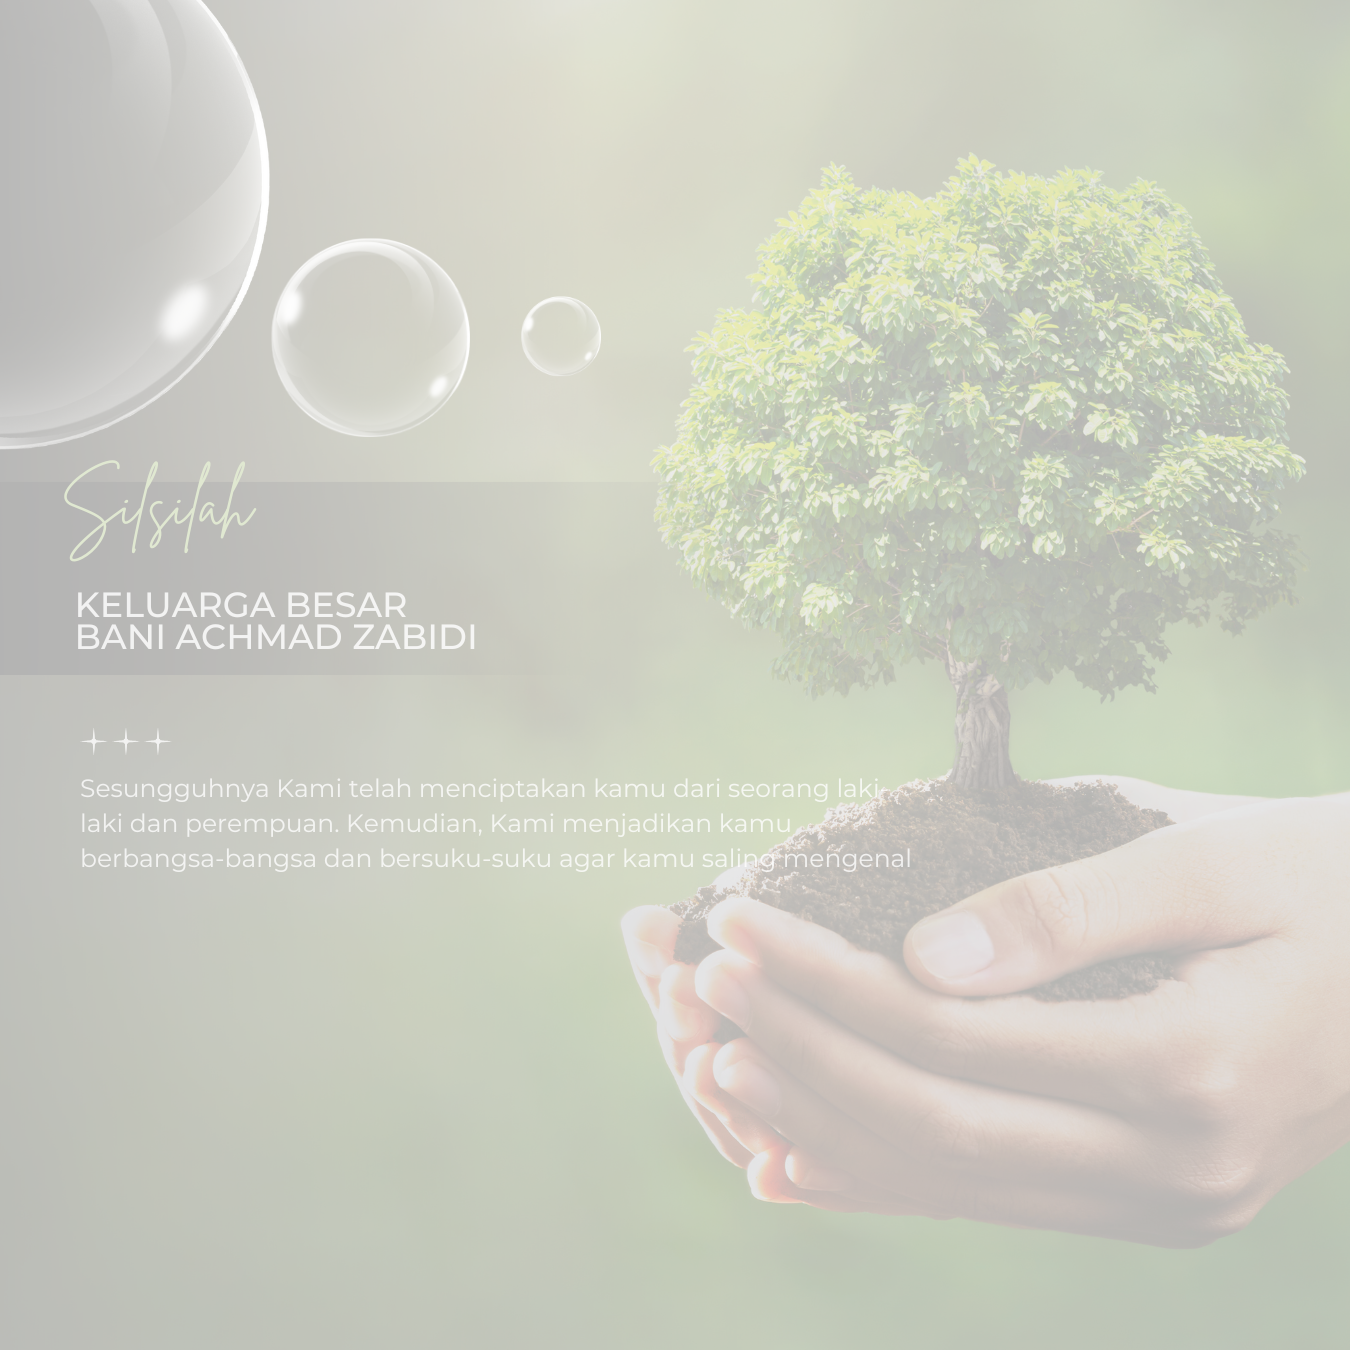 Silsilah
KELUARGA BESAR
BANI ACHMAD ZABIDI
Sesungguhnya Kami telah menciptakan kamu dari seorang laki-
laki dan perempuan. Kemudian, Kami menjadikan kamu
berbangsa-bangsa dan bersuku-suku agar kamu saling mengenal